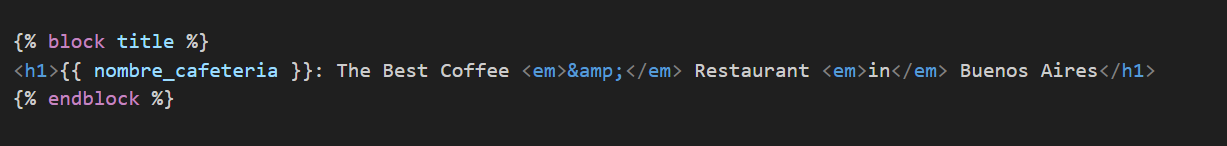 {% block title %}
<h1>{{ nombre_cafeteria }}: The Best Coffee <em>&amp;</em> Restaurant <em>in</em> Buenos Aires</h1>
{% endblock %}